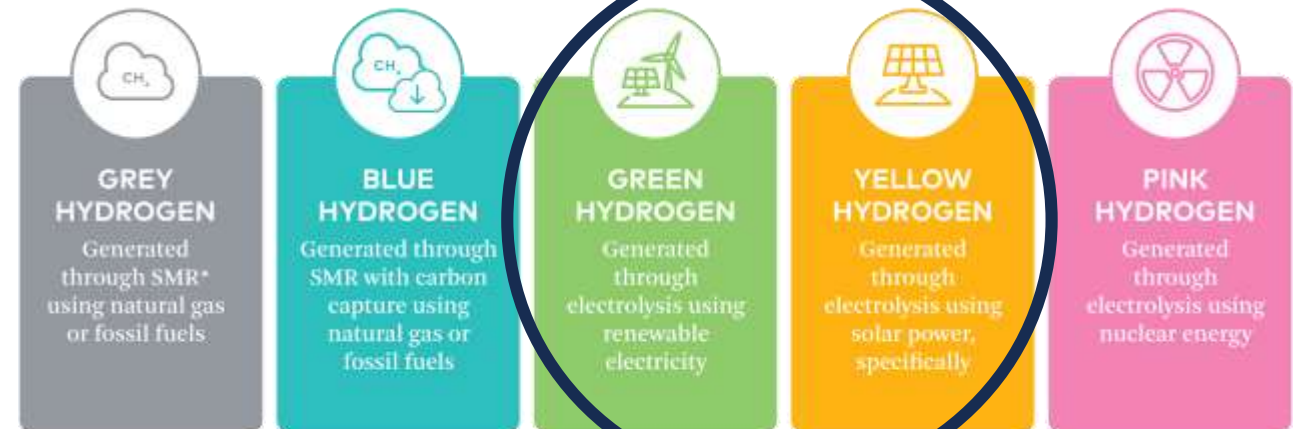 CH₄
GREY
HYDROGEN
Generated
through SMR*
using natural gas
or fossil fuels
CH₄
BLUE
HYDROGEN
Generated through
SMR with carbon
capture using
natural gas or
fossil fuels
GREEN
HYDROGEN
Generated
through
electrolysis using
renewable
electricity
YELLOW
HYDROGEN
Generated
through
electrolysis using
solar power,
specifically
PINK
HYDROGEN
Generated
through
electrolysis using
nuclear energy